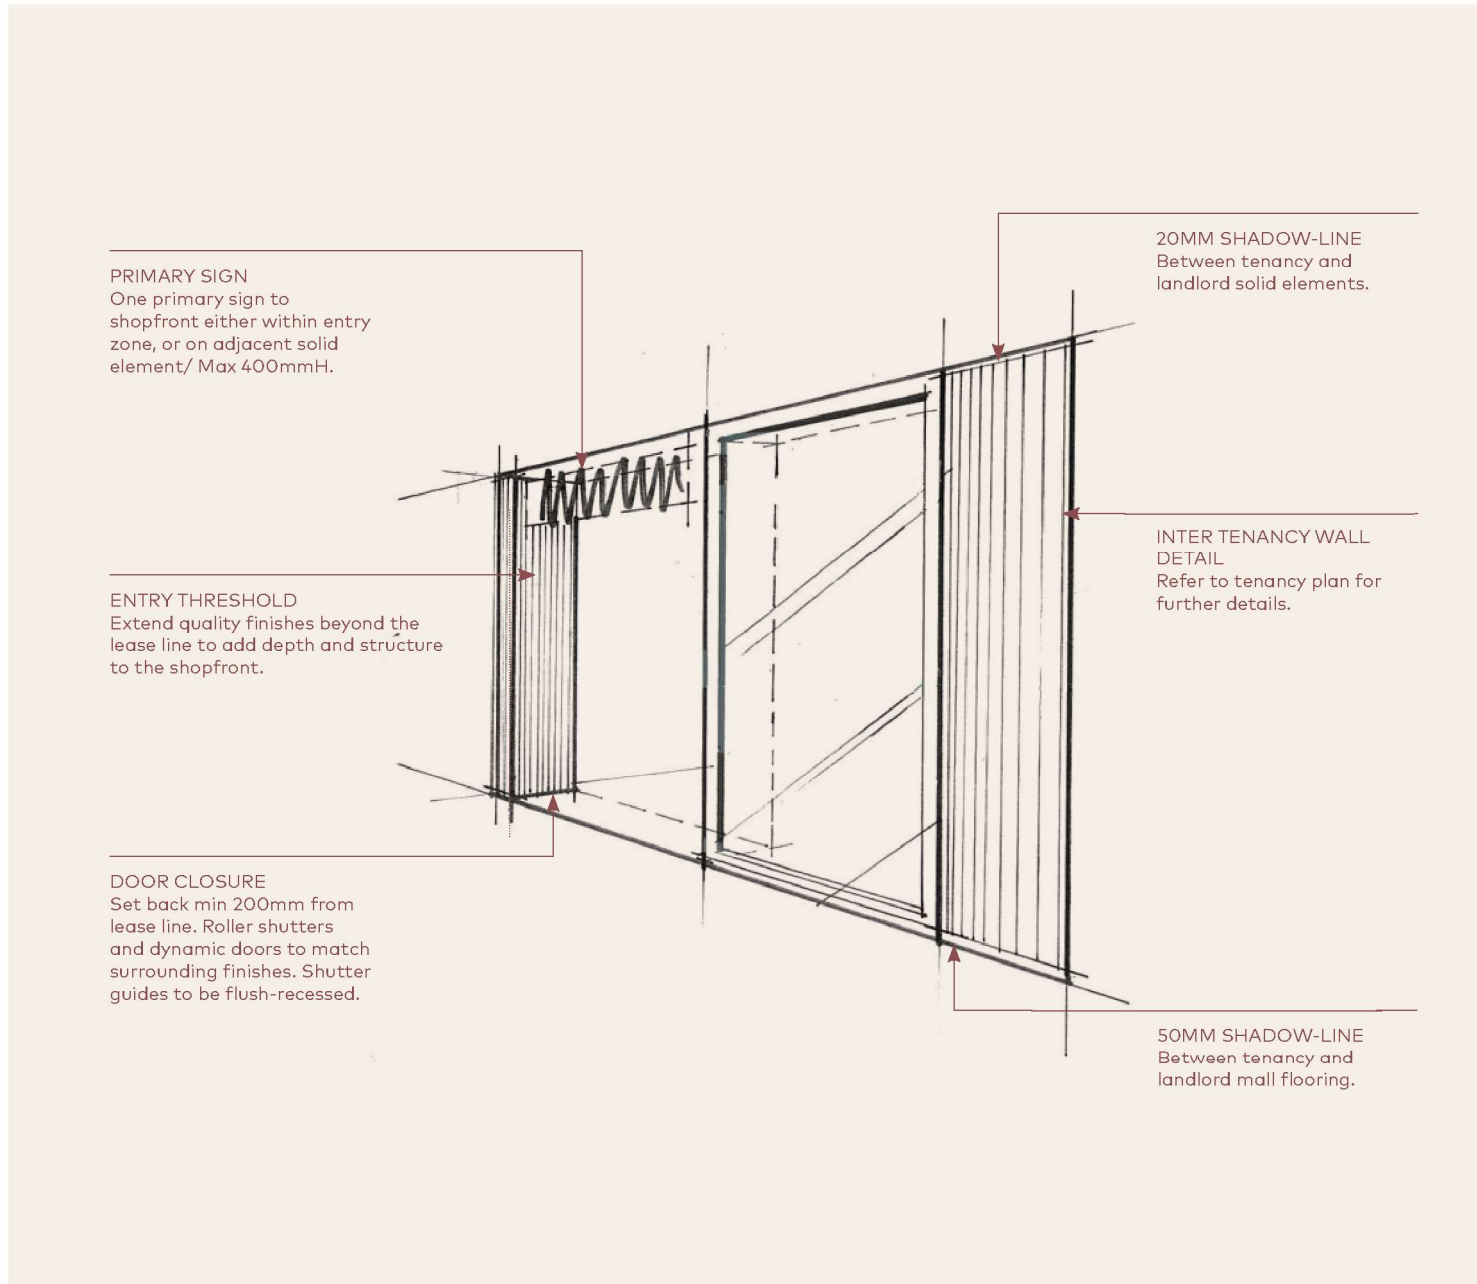 PRIMARY SIGN
One primary sign to
shopfront either within entry
zone, or on adjacent solid
element/ Max 400mmH.
ENTRY THRESHOLD
Extend quality finishes beyond the
lease line to add depth and structure
to the shopfront.
DOOR CLOSURE
Set back min 200mm from
lease line. Roller shutters
and dynamic doors to match
surrounding finishes. Shutter
guides to be flush-recessed.
20MM SHADOW-LINE
Between tenancy and
landlord solid elements.
INTER TENANCY WALL
DETAIL
Refer to tenancy plan for
further details.
50MM SHADOW-LINE
Between tenancy and
landlord mall flooring.